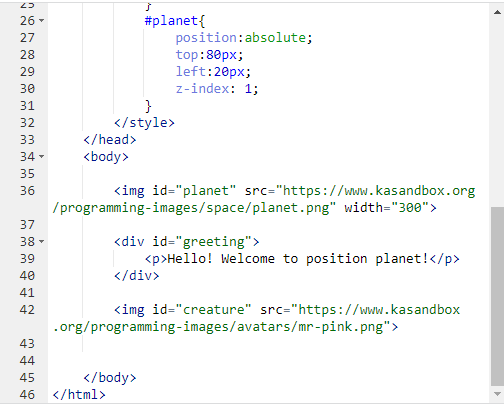 25 }
26 #planet{
27 position:absolute;
28 top:80px;
29 left:20px;
30 z-index: 1;
31 }
32 </style>
33 </head>
34 <body>
35
36 <img id="planet" src="https://www.kasandbox.org
/programming-images/space/planet.png" width="300">
37
38 <div id="greeting">
39 <p>Hello! Welcome to position planet!</p>
40 </div>
41
42 <img id="creature" src="https://www.kasandbox
.org/programming-images/avatars/mr-pink.png">
43
44
45 </body>
46 </html>